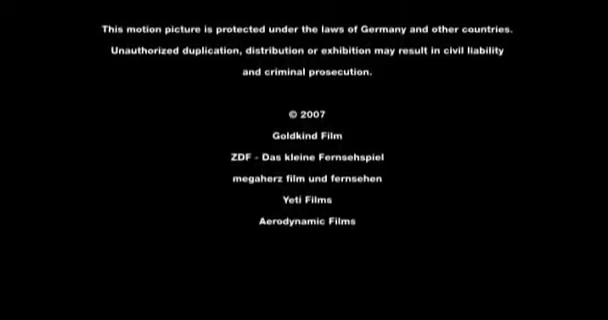 This motion picture is protected under the laws of Germany and other countries.
Unauthorized duplication, distribution or exhibition may result in civil liability
and criminal prosecution.
© 2007
Goldkind Film
ZDF - Das kleine Fernsehspiel
megaherz film und fernsehen
Yeti Films
Aerodynamic Films